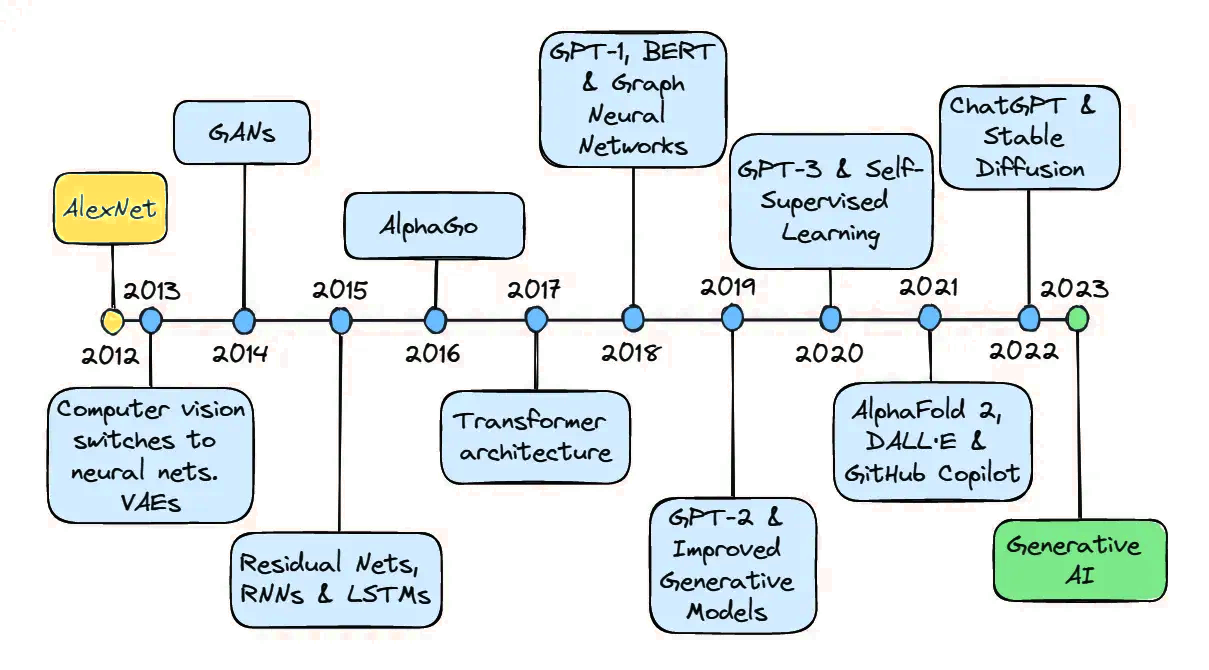 GPT-1, BERT
& Graph
Neural
Networks
ChatGPT &
Stable
Diffusion
GANs
GPT-3 & Self-
Supervised
Learning
AlexNet
AlphaGo
2013
2015
2017
2019
2021
2023
2012
2014
2016
2018
2020
2022
Computer vision
switches to
neural nets.
VAEs
Transformer
architecture
AlphaFold 2,
DALL·E &
GitHub Copilot
Residual Nets,
RNNs & LSTMs
GPT-2 &
Improved
Generative
Models
Generative
AI